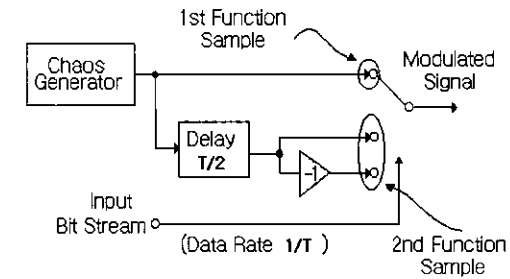 1st Function
Sample
Chaos
Generator
Modulated
Signal
Delay
T/2
-1
Input
Bit Stream
(Data Rate 1/T )
2nd Function
Sample